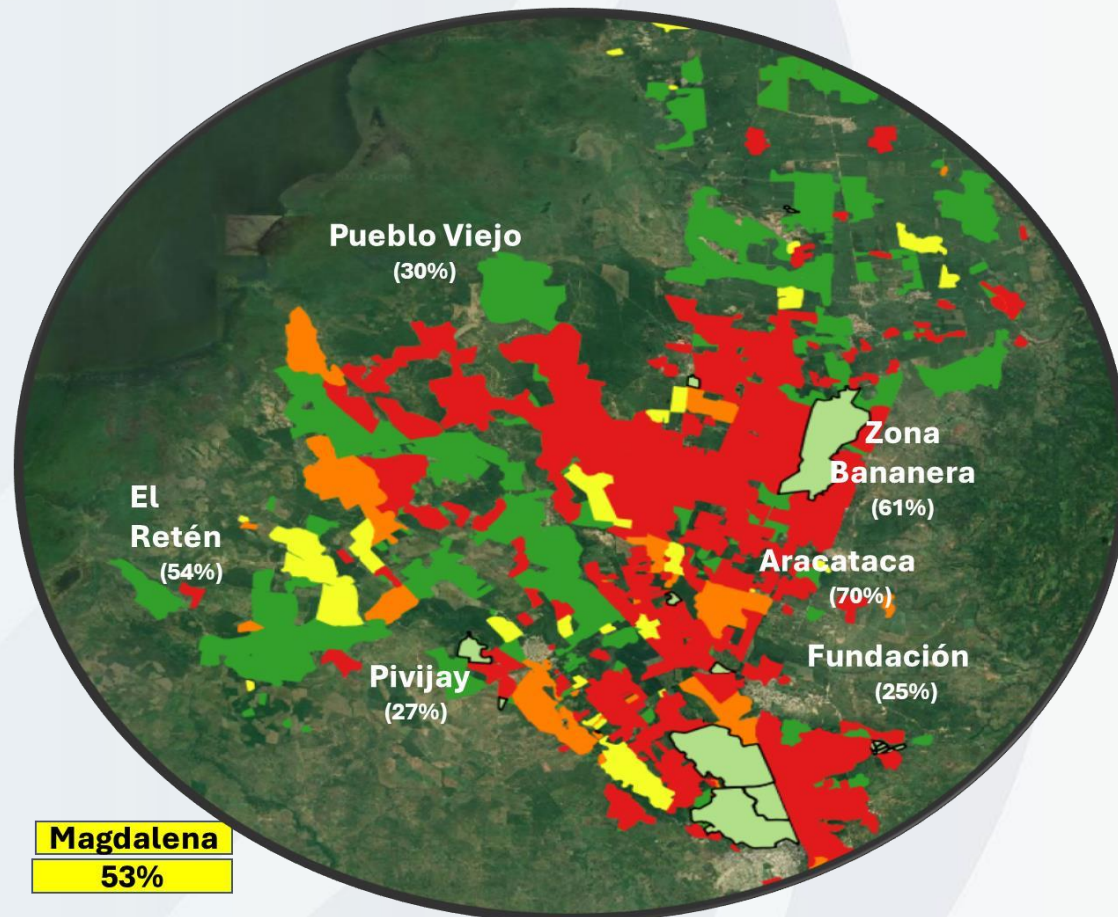 Pueblo Viejo
(30%)
Zona
Bananera
(61%)
El
Retén
(54%)
Aracataca
(70%)
Fundación
(25%)
Pivijay
(27%)
Magdalena
53%